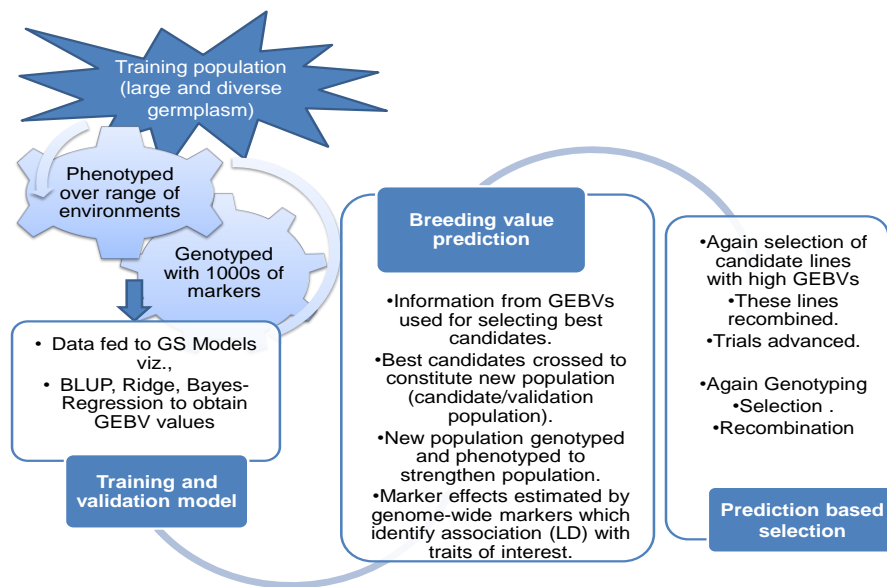 Training population
(large and diverse
germplasm)
Phenotyped
over range of
environments
Genotyped
with 1000s of
markers
• Data fed to GS Models
viz.,
• BLUP, Ridge, Bayes-
Regression to obtain
GEBV values
Training and
validation model
Breeding value
prediction
•Information from GEBVs
used for selecting best
candidates.
•Best candidates crossed to
constitute new population
(candidate/validation
population).
•New population genotyped
and phenotyped to
strengthen population.
•Marker effects estimated by
genome-wide markers which
identify association (LD) with
traits of interest.
•Again selection of
candidate lines
with high GEBVs
•These lines
recombined.
•Trials advanced.
•Again Genotyping
•Selection .
•Recombination
Prediction based
selection